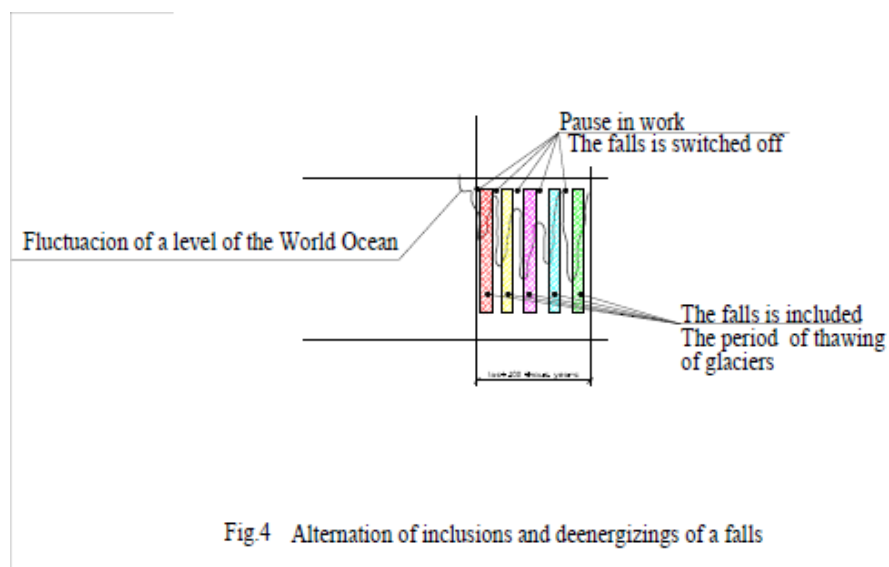 Pause in work
The falls is switched off
Fluctuacion of a level of the World Ocean
The falls is included
The period of thawing
of glaciers
years
Fig.4 Alternation of inclusions and deenergizings of a falls